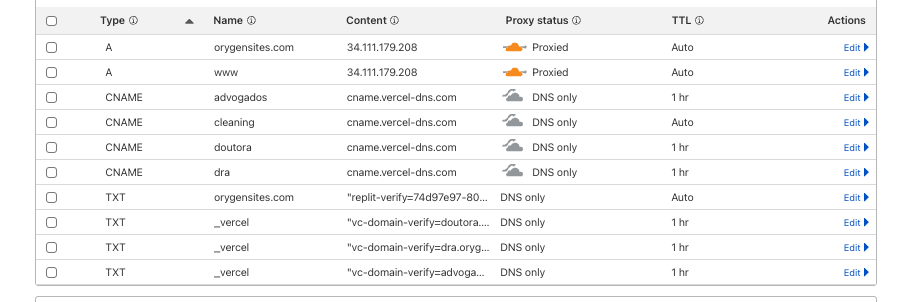 Type Name Content Proxy status TTL Actions
A orygensites.com 34.111.179.208 Proxied Auto Edit
A www 34.111.179.208 Proxied Auto Edit
CNAME advogados cname.vercel-dns.com DNS only 1 hr Edit
CNAME cleaning cname.vercel-dns.com DNS only Auto Edit
CNAME doutora cname.vercel-dns.com DNS only 1 hr Edit
CNAME dra cname.vercel-dns.com DNS only 1 hr Edit
TXT orygensites.com "replit-verify=74d97e97-80... DNS only Auto Edit
TXT _vercel "vc-domain-verify=doutora.... DNS only 1 hr Edit
TXT _vercel "vc-domain-verify=dra.oryg... DNS only 1 hr Edit
TXT _vercel "vc-domain-verify=advoga... DNS only 1 hr Edit